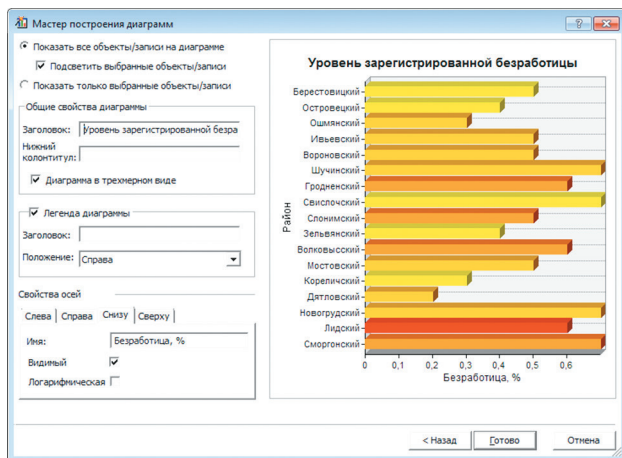 Мастер построения диаграмм
Показать все объекты/записи на диаграмме
Подсветить выбранные объекты/записи
Показать только выбранные объекты/записи
Общие свойства диаграммы
Заголовок: Уровень зарегистрированной безра
Нижний
колонтитул:
Диаграмма в трехмерном виде
Легенда диаграммы
Заголовок:
Положение: Справа
Свойства осей
Слева Справа Снизу Сверху
Имя: Безработица, %
Видимый
Логарифмическая
Уровень зарегистрированной безработицы
Район
Берестовицкий
Островецкий
Ошмянский
Ивьевский
Вороновский
Шучинский
Гродненский
Свислочский
Слонимский
Зельвянский
Волковысский
Мостовский
Кореличский
Дятловский
Новогрудский
Лидский
Сморгонский
0 0,1 0,2 0,3 0,4 0,5 0,6
Безработица, %
< Назад Готово Отмена